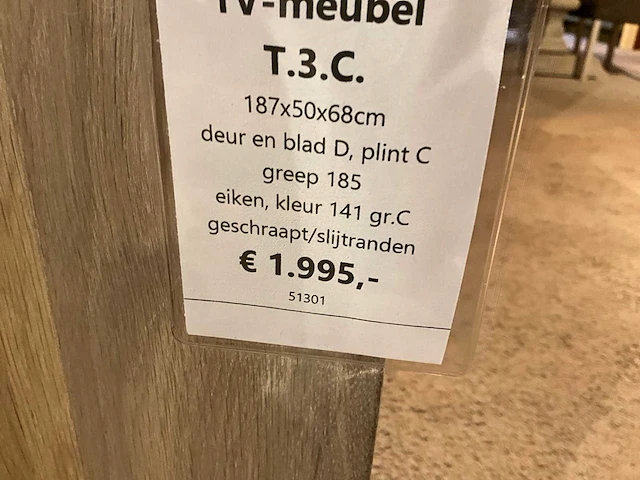 TV-meubel
T.3.C.
187x50x68cm
deur en blad D, plint C
greep 185
eiken, kleur 141 gr.C
geschraapt/slijtranden
€ 1.995,-
51301